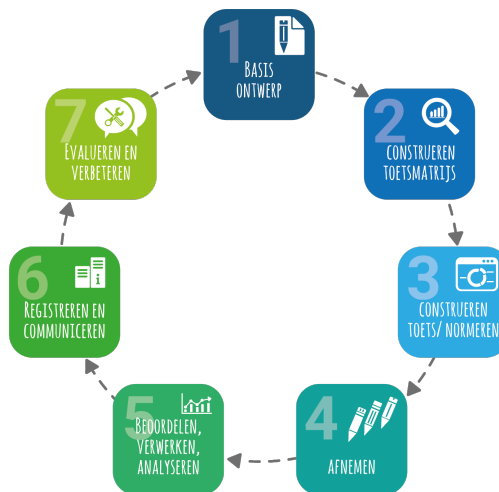 1
BASIS
ONTWERP
2
CONSTRUEREN
TOETSMATRIJS
3
CONSTRUEREN
TOETS/ NORMEREN
4
AFNEMEN
5
BEOORDELEN,
VERWERKEN,
ANALYSEREN
6
REGISTREREN EN
COMMUNICEREN
7
EVALUEREN EN
VERBETEREN